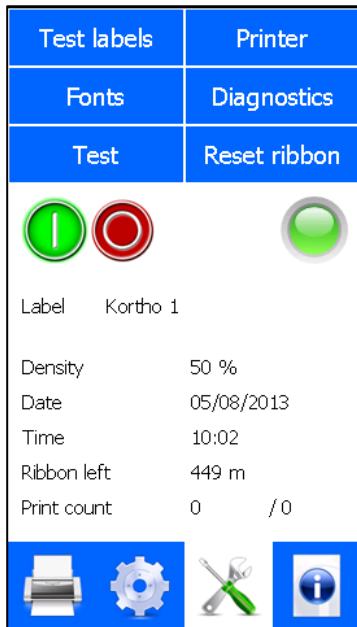 Test labels Printer
Fonts Diagnostics
Test Reset ribbon
Label Kortho 1
Density 50 %
Date 05/08/2013
Time 10:02
Ribbon left 449 m
Print count 0 / 0